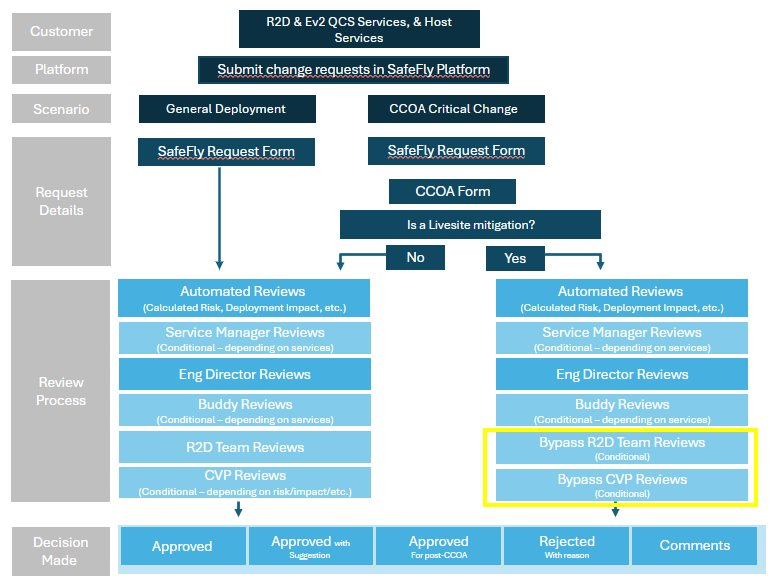 Customer
R2D & Ev2 QCS Services, & Host
Services
Platform
Submit change requests in SafeFly Platform
Scenario
General Deployment
CCOA Critical Change
Request
Details
SafeFly Request Form
SafeFly Request Form
CCOA Form
Is a Livesite mitigation?
No
Yes
Review
Process
Automated Reviews
(Calculated Risk, Deployment Impact, etc.)
Service Manager Reviews
(Conditional – depending on services)
Eng Director Reviews
Buddy Reviews
(Conditional – depending on services)
R2D Team Reviews
CVP Reviews
(Conditional – depending on risk/impact/etc.)
Automated Reviews
(Calculated Risk, Deployment Impact, etc.)
Service Manager Reviews
(Conditional – depending on services)
Eng Director Reviews
Buddy Reviews
(Conditional – depending on services)
Bypass R2D Team Reviews
(Conditional)
Bypass CVP Reviews
(Conditional)
Decision
Made
Approved
Approved with
Suggestion
Approved
For post-CCOA
Rejected
With reason
Comments